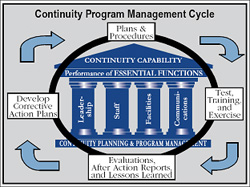 Continuity Program Management Cycle
Plans &
Procedures
CONTINUITY CAPABILITY
Performance of ESSENTIAL FUNCTIONS
Leader-
ship
Staff
Facilities
Communi-
cations
Develop
Corrective
Action Plans
Test,
Training,
and
Exercise
CONTINUITY PLANNING & PROGRAM MANAGEMENT
Evaluations,
After Action Reports,
and Lessons Learned